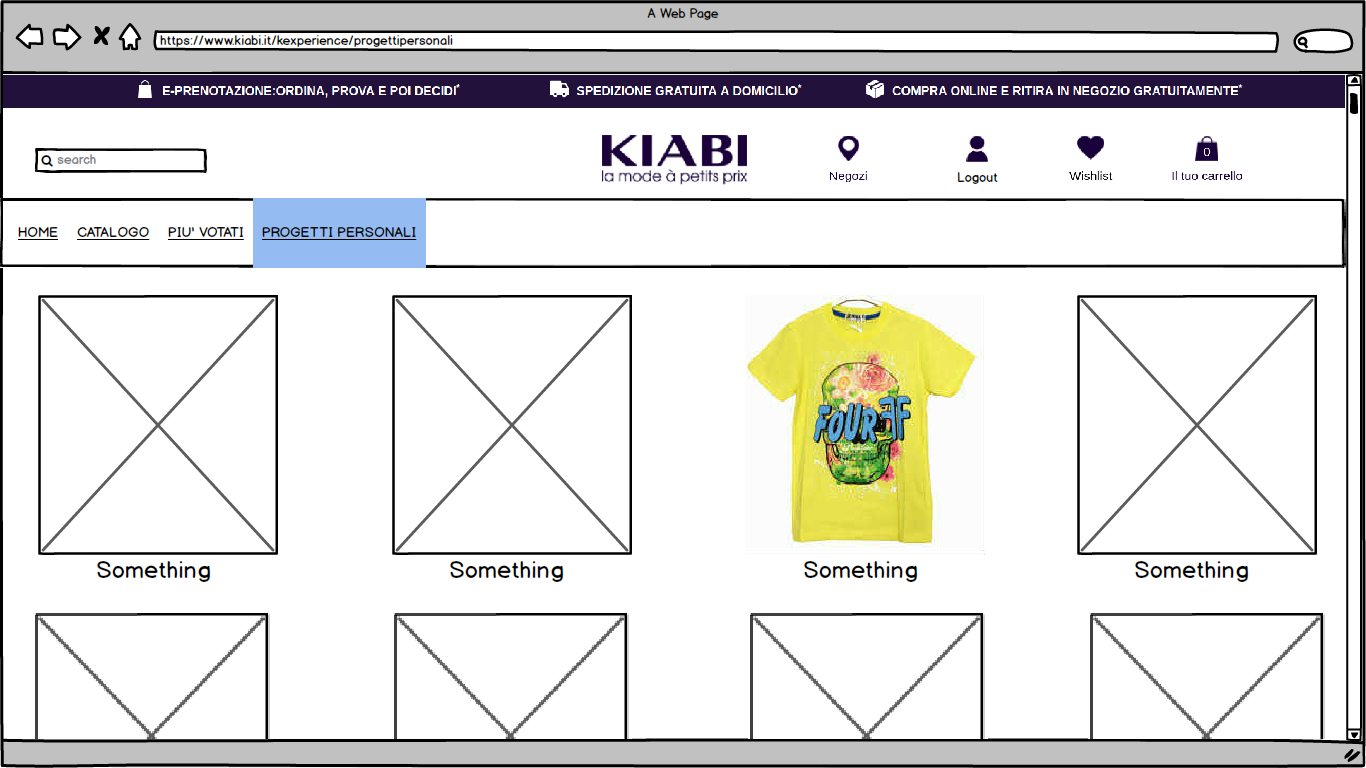 A Web Page
https://www.kiabi.it/kexperience/progettipersonali
E-PRENOTAZIONE:ORDINA, PROVA E POI DECIDI*
SPEDIZIONE GRATUITA A DOMICILIO*
COMPRA ONLINE E RITIRA IN NEGOZIO GRATUITAMENTE*
search
KIABI
la mode à petits prix
Negozi
Logout
Wishlist
0
Il tuo carrello
HOME
CATALOGO
PIU' VOTATI
PROGETTI PERSONALI
FOUR
Something
Something
Something
Something